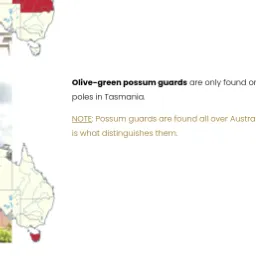 Olive-green possum guards are only found on
poles in Tasmania.
NOTE: Possum guards are found all over Austra
is what distinguishes them.